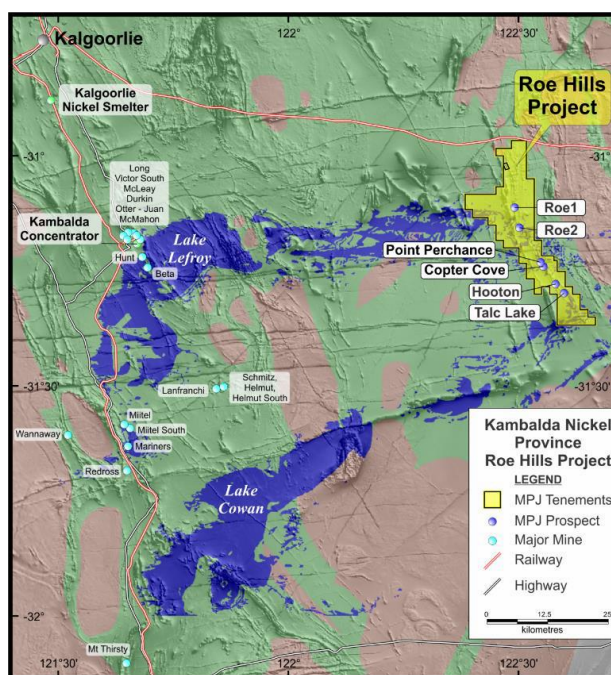 122°
122°30'
Kalgoorlie
Kalgoorlie
Nickel Smelter
Roe Hills
Project
-31°
-31°
Long
Victor South
McLeay
Durkin
Otter - Juan
McMahon
Kambalda
Concentrator
Hunt
Beta
Lake
Lefroy
Roe1
Roe2
Point Perchance
Copter Cove
Hooton
Talc Lake
-31°30'
-31°30'
Schmitz,
Helmut,
Helmut South
Lanfranchi
Wannaway
Miitel
Miitel South
Mariners
Redross
Lake
Cowan
Kambalda Nickel
Province
Roe Hills Project
LEGEND
MPJ Tenements
MPJ Prospect
Major Mine
Railway
Highway
0 12.5 25
kilometres
-32°
Mt Thirsty
121°30'
122°
122°30'